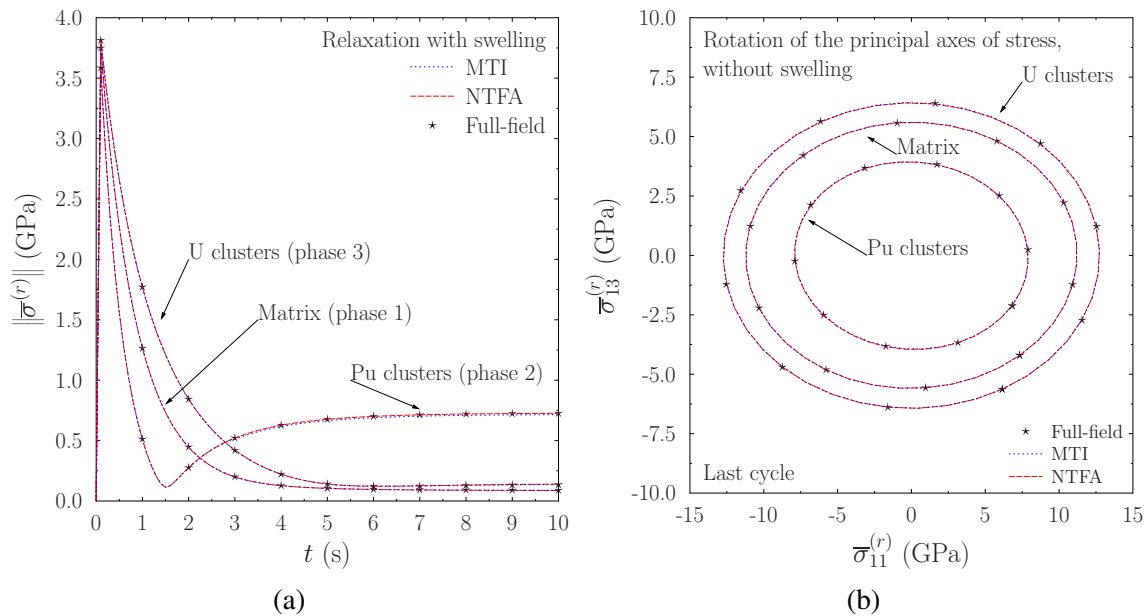 Relaxation with swelling
MTI
NTFA
Full-field
U clusters (phase 3)
Matrix (phase 1)
Pu clusters (phase 2)
4.0
3.5
3.0
2.5
2.0
1.5
1.0
0.5
0.0
0 1 2 3 4 5 6 7 8 9 10
t (s)
‖σ̅^(r)‖ (GPa)
(a)
Rotation of the principal axes of stress,
without swelling
U clusters
Matrix
Pu clusters
Full-field
MTI
NTFA
Last cycle
10.0
7.5
5.0
2.5
0.0
-2.5
-5.0
-7.5
-10.0
-15 -10 -5 0 5 10 15
σ̅_13^(r) (GPa)
σ̅_11^(r) (GPa)
(b)